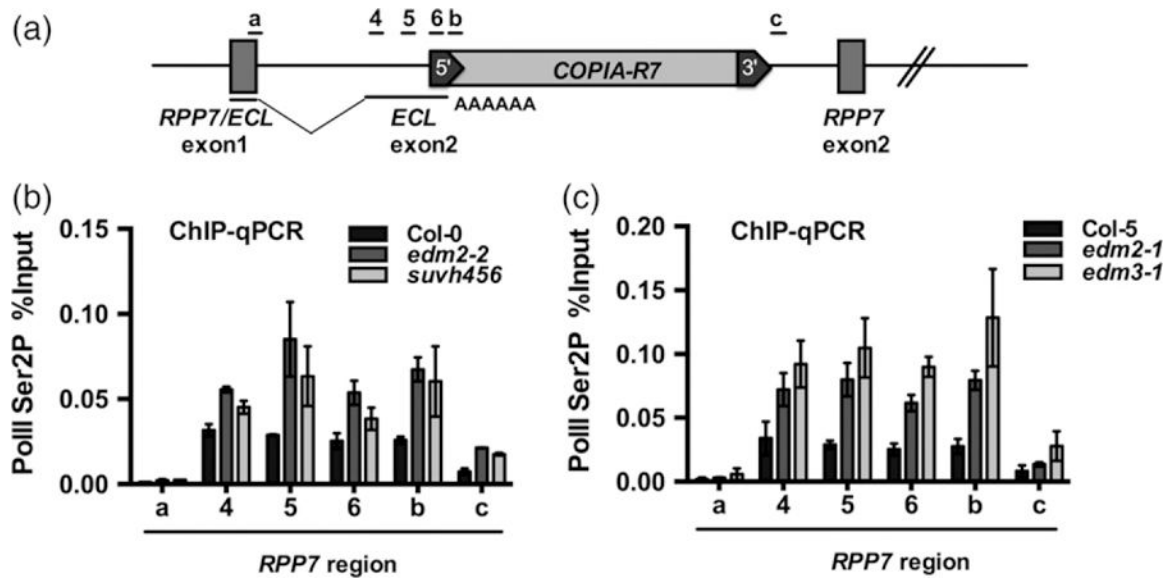 (a)
a 4 5 6 b c
5' COPIA-R7 3'
AAAAAA
RPP7/ECL ECL RPP7
exon1 exon2 exon2
(b)
ChIP-qPCR
Col-0
edm2-2
suvh456
PolII Ser2P %Input
0.15
0.10
0.05
0.00
a 4 5 6 b c
RPP7 region
(c)
ChIP-qPCR
Col-5
edm2-1
edm3-1
PolII Ser2P %Input
0.20
0.15
0.10
0.05
0.00
a 4 5 6 b c
RPP7 region